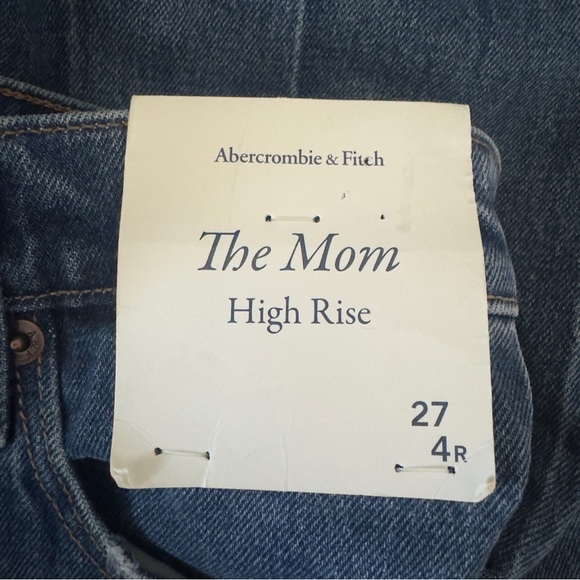 Abercrombie & Fitch
The Mom
High Rise
27
4R